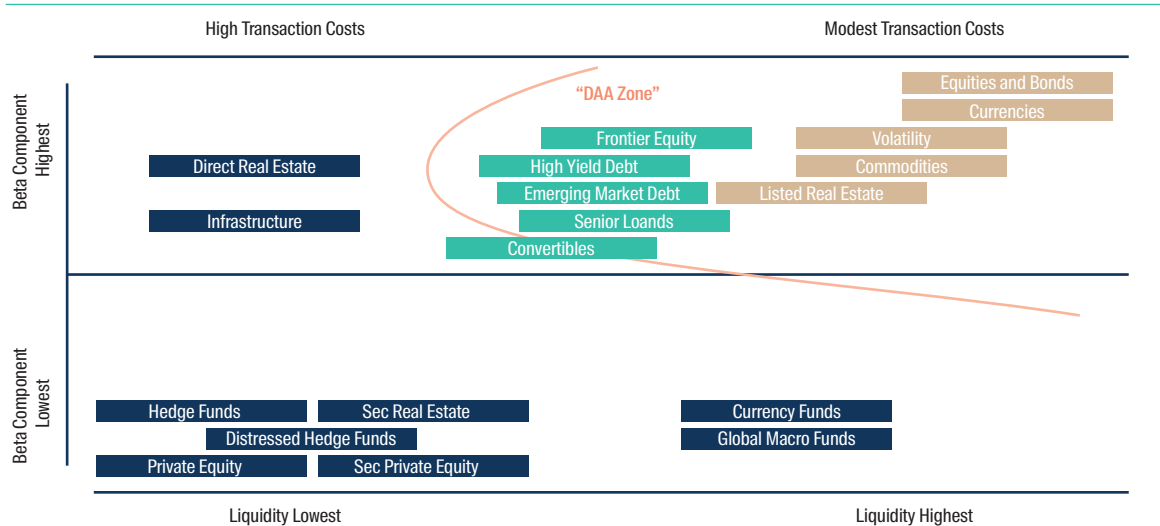 High Transaction Costs
Modest Transaction Costs
Beta Component
Highest
"DAA Zone"
Equities and Bonds
Currencies
Frontier Equity
Volatility
Direct Real Estate
High Yield Debt
Commodities
Emerging Market Debt
Listed Real Estate
Infrastructure
Senior Loands
Convertibles
Beta Component
Lowest
Hedge Funds
Sec Real Estate
Currency Funds
Distressed Hedge Funds
Global Macro Funds
Private Equity
Sec Private Equity
Liquidity Lowest
Liquidity Highest